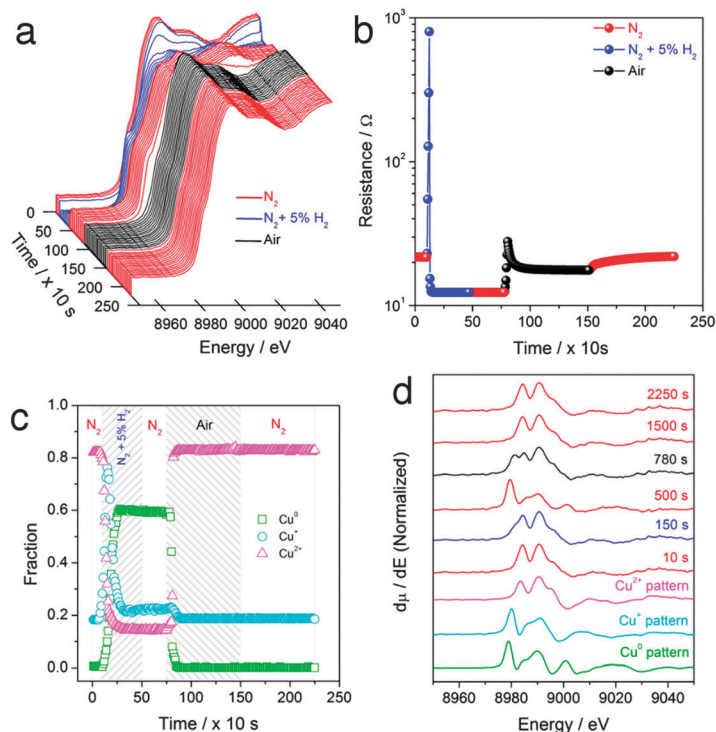 a
0
50
100
150
200
250
Time / x 10 s
8960 8980 9000 9020 9040
Energy / eV
N₂
N₂ + 5% H₂
Air
b
10³
10²
10¹
Resistance / Ω
0 50 100 150 200 250
Time / x 10s
N₂
N₂ + 5% H₂
Air
c
N₂ N₂ + 5% H₂ N₂ Air N₂
1.0
0.8
0.6
0.4
0.2
0.0
Fraction
Cu⁰
Cu⁺
Cu²⁺
0 50 100 150 200 250
Time / x 10 s
d
dμ / dE (Normalized)
2250 s
1500 s
780 s
500 s
150 s
10 s
Cu²⁺ pattern
Cu⁺ pattern
Cu⁰ pattern
8960 8980 9000 9020 9040
Energy / eV